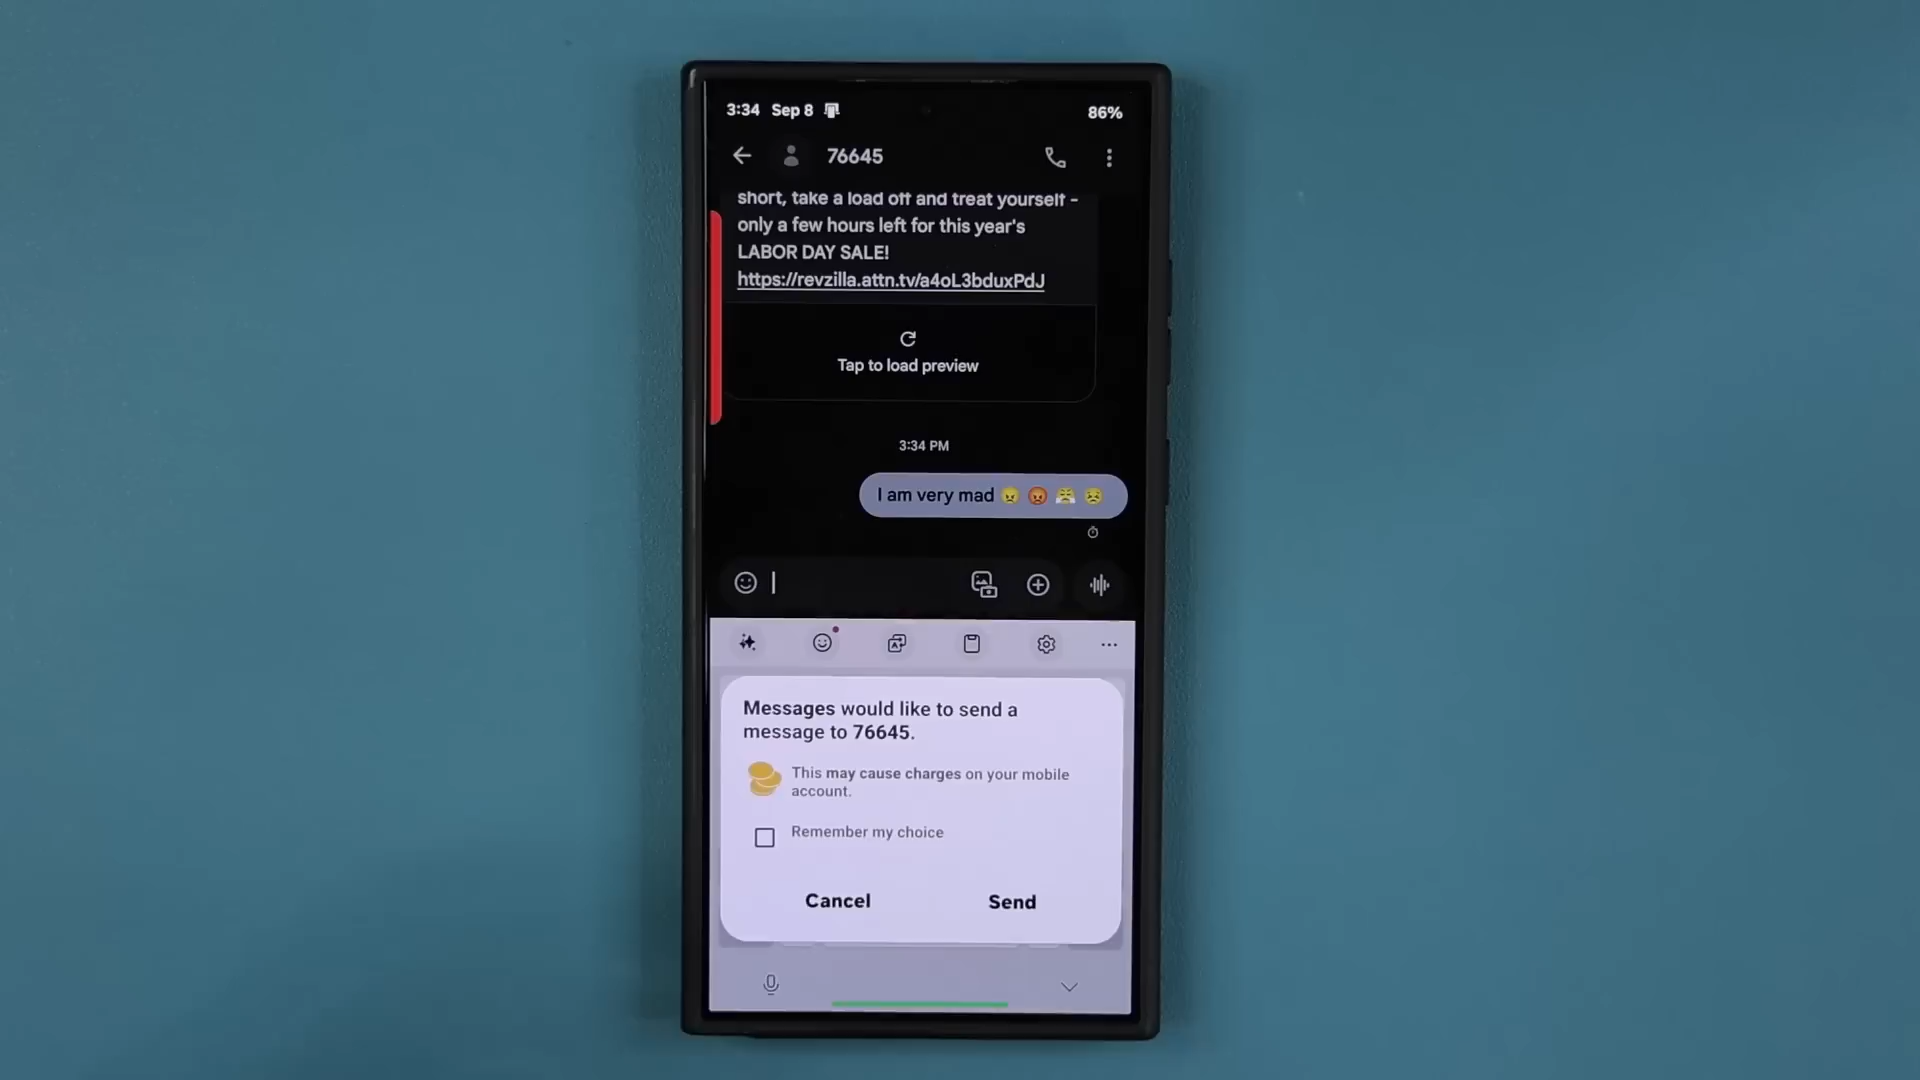 3:34 Sep 8 86%
76645
short, take a load off and treat yourself -
only a few hours left for this year's
LABOR DAY SALE!
https://revzilla.attn.tv/a4oL3bduxPdJ
Tap to load preview
3:34 PM
I am very mad 😠 😡 😤 😣
Messages would like to send a
message to 76645.
This may cause charges on your mobile
account.
Remember my choice
Cancel Send